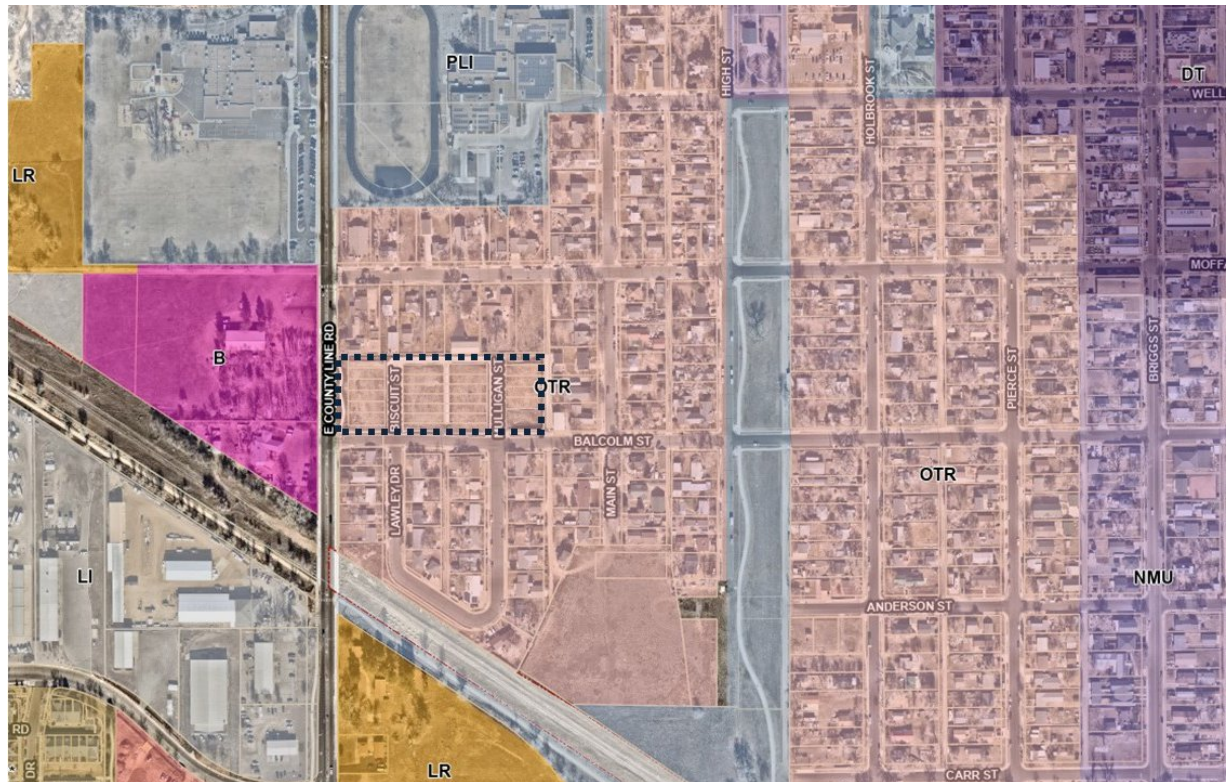 PLI
DT
WELL
LR
HIGH ST
HOLBROOK ST
MOFFA
B
E COUNTY LINE RD
BISCUIT ST
MULLIGAN ST
OTR
PIERCE ST
BRIGGS ST
BALCOLM ST
LAWLEY DR
MAIN ST
OTR
LI
NMU
ANDERSON ST
RD
DR
LR
CARR ST